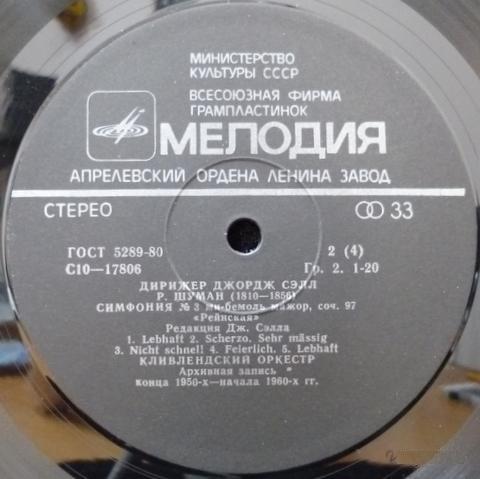 МИНИСТЕРСТВО
КУЛЬТУРЫ СССР
ВСЕСОЮЗНАЯ ФИРМА
ГРАМПЛАСТИНОК
МЕЛОДИЯ
АПРЕЛЕВСКИЙ ОРДЕНА ЛЕНИНА ЗАВОД
СТЕРЕО 33
ГОСТ 5289-80 2 (4)
С10—17806 Гр. 2. 1-20
ДИРИЖЕР ДЖОРДЖ СЭЛЛ
Р. ШУМАН (1810—1856)
СИМФОНИЯ № 3 ми-бемоль мажор, соч. 97
«Рейнская»
Редакция Дж. Сэлла
1. Lebhaft 2. Scherzo. Sehr mässig
3. Nicht schnell 4. Feierlich. 5. Lebhaft
КЛИВЛЕНДСКИЙ ОРКЕСТР
Архивная запись
конца 1950-х—начала 1960-х гг.